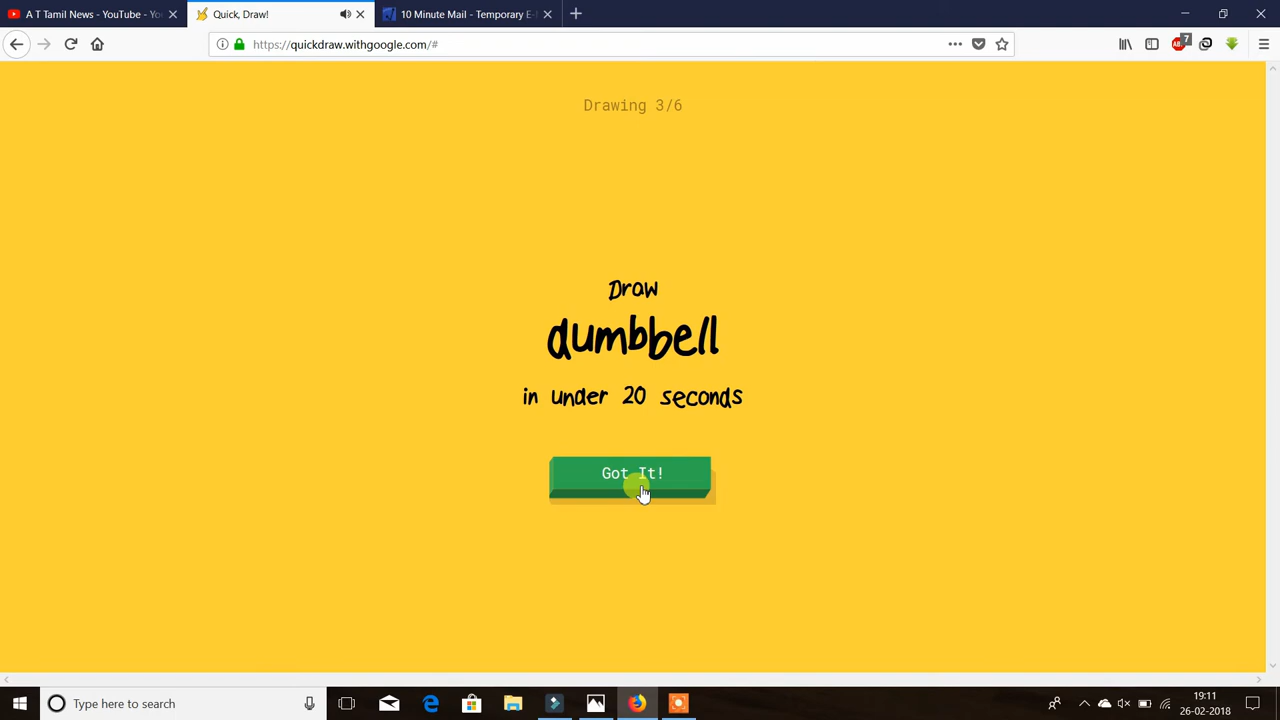 A T Tamil News - YouTube - Yo
Quick, Draw!
10 Minute Mail - Temporary E-
https://quickdraw.withgoogle.com/#
7
Drawing 3/6
Draw
dumbbell
in under 20 seconds
Got It!
Type here to search
19:11
26-02-2018